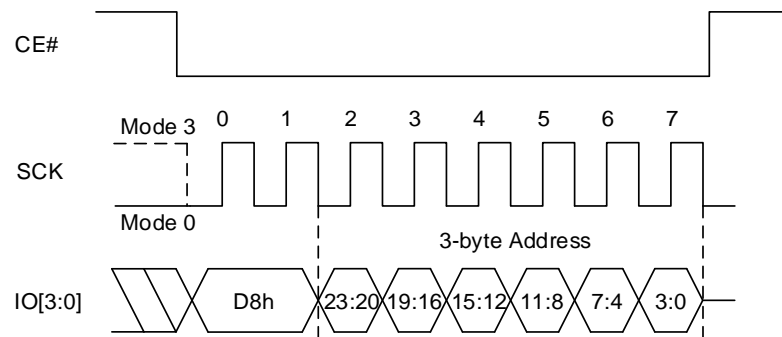 CE#
Mode 3 0 1 2 3 4 5 6 7
SCK
Mode 0
3-byte Address
IO[3:0] D8h 23:20 19:16 15:12 11:8 7:4 3:0